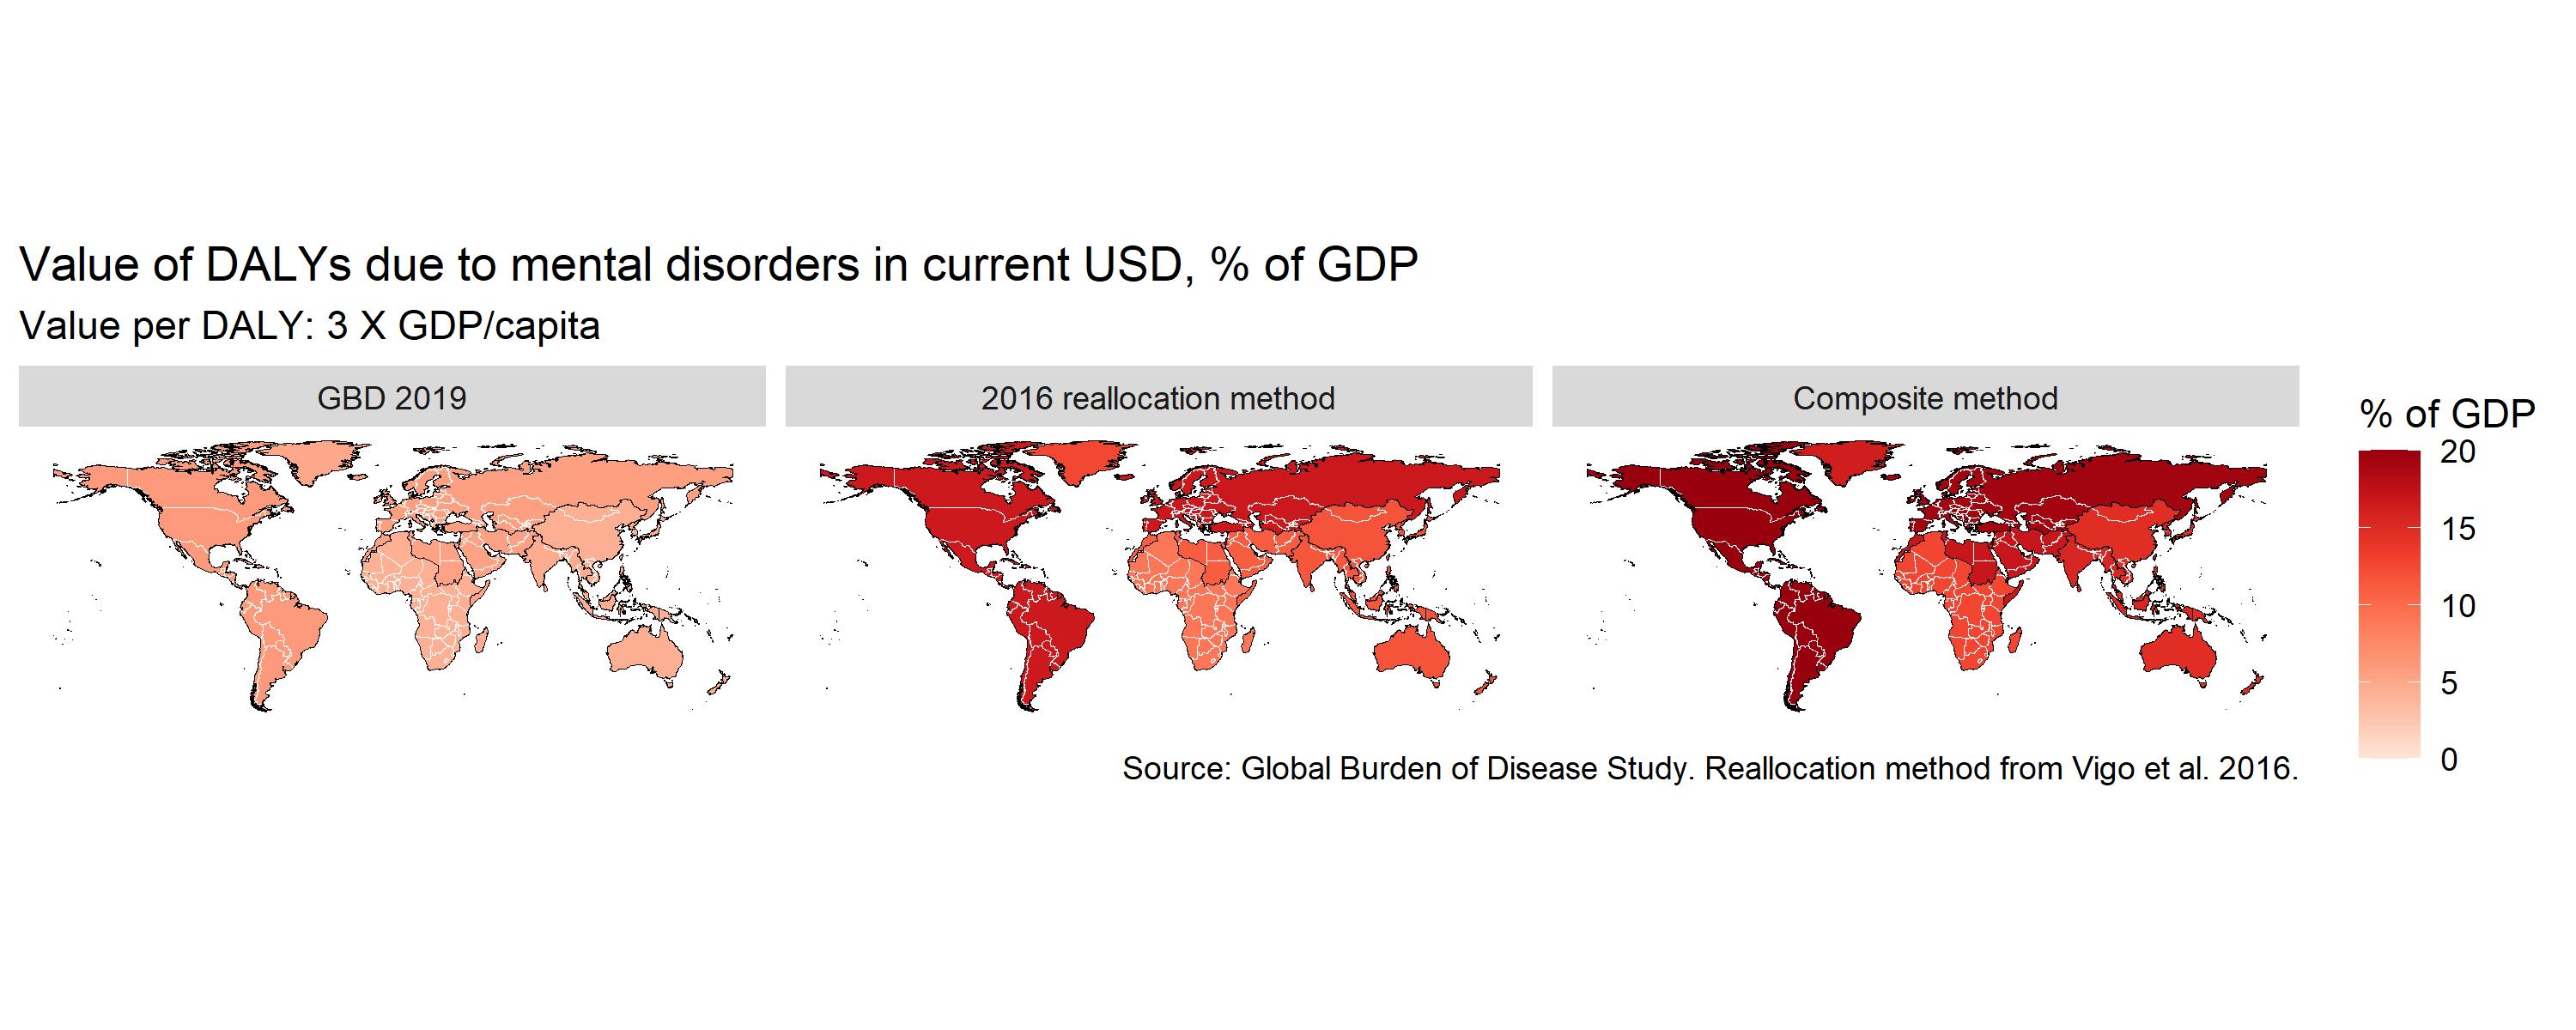 Value of DALYs due to mental disorders in current USD, % of GDP
Value per DALY: 3 X GDP/capita
GBD 2019
2016 reallocation method
Composite method
% of GDP
20
15
10
5
0
Source: Global Burden of Disease Study. Reallocation method from Vigo et al. 2016.